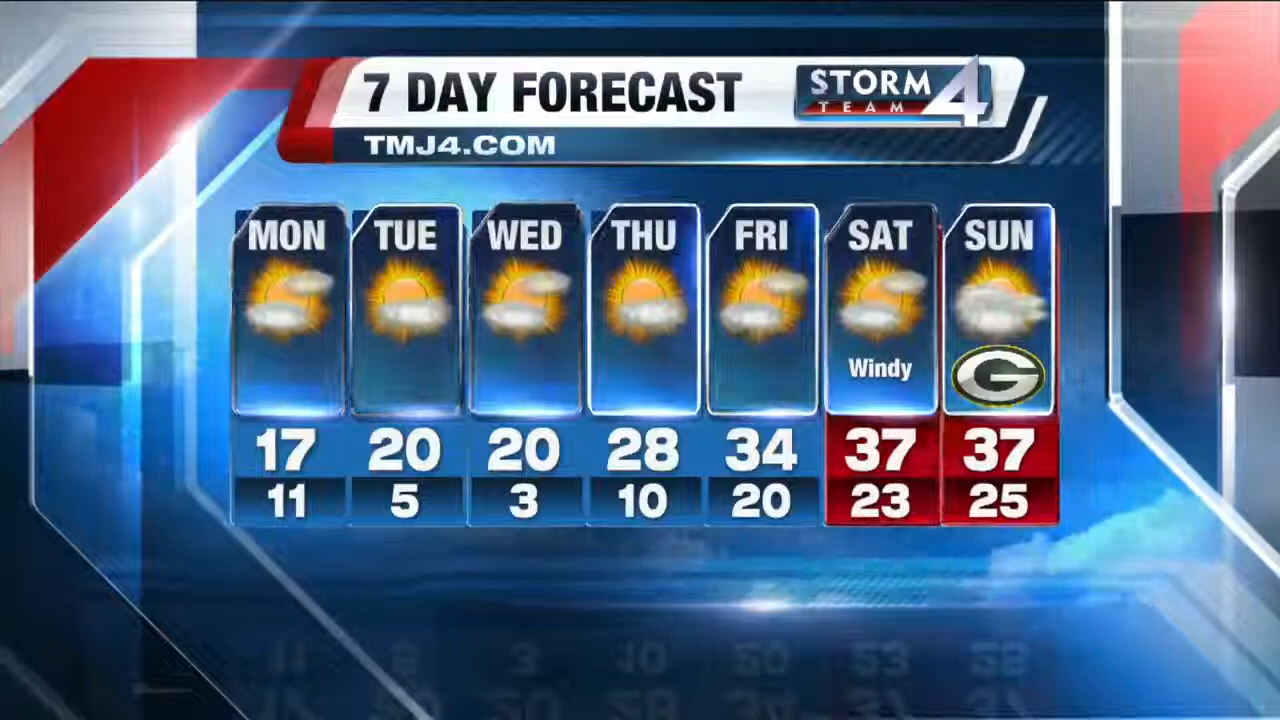 7 DAY FORECAST
STORM
TEAM 4
TMJ4.COM
MON TUE WED THU FRI SAT SUN
Windy
G
17 20 20 28 34 37 37
11 5 3 10 20 23 25